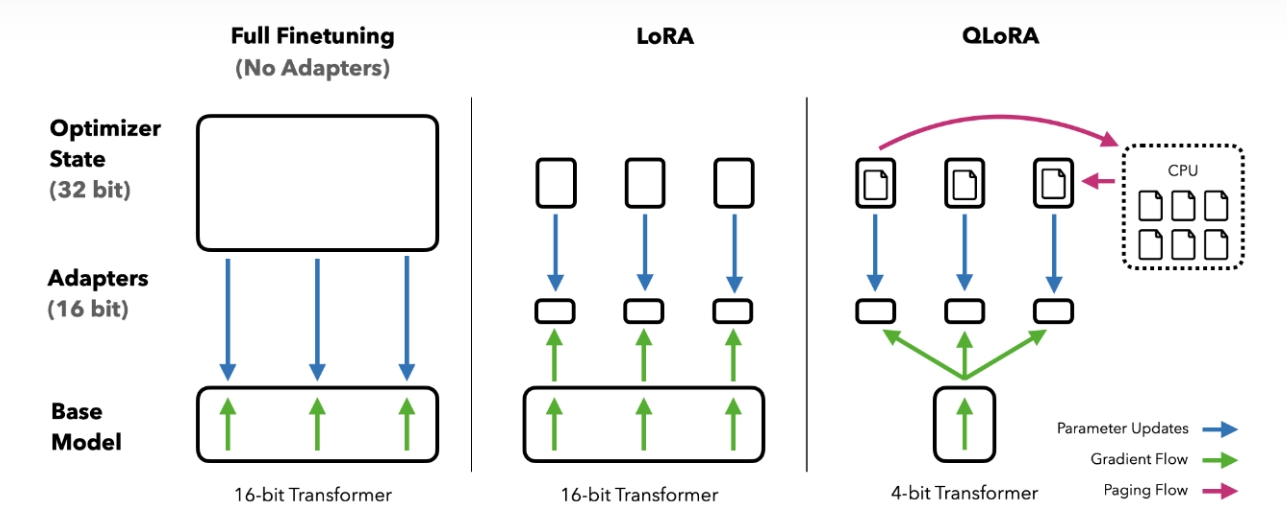 Full Finetuning
(No Adapters)
LoRA
QLoRA
Optimizer
State
(32 bit)
CPU
Adapters
(16 bit)
Base
Model
Parameter Updates
Gradient Flow
Paging Flow
16-bit Transformer
16-bit Transformer
4-bit Transformer